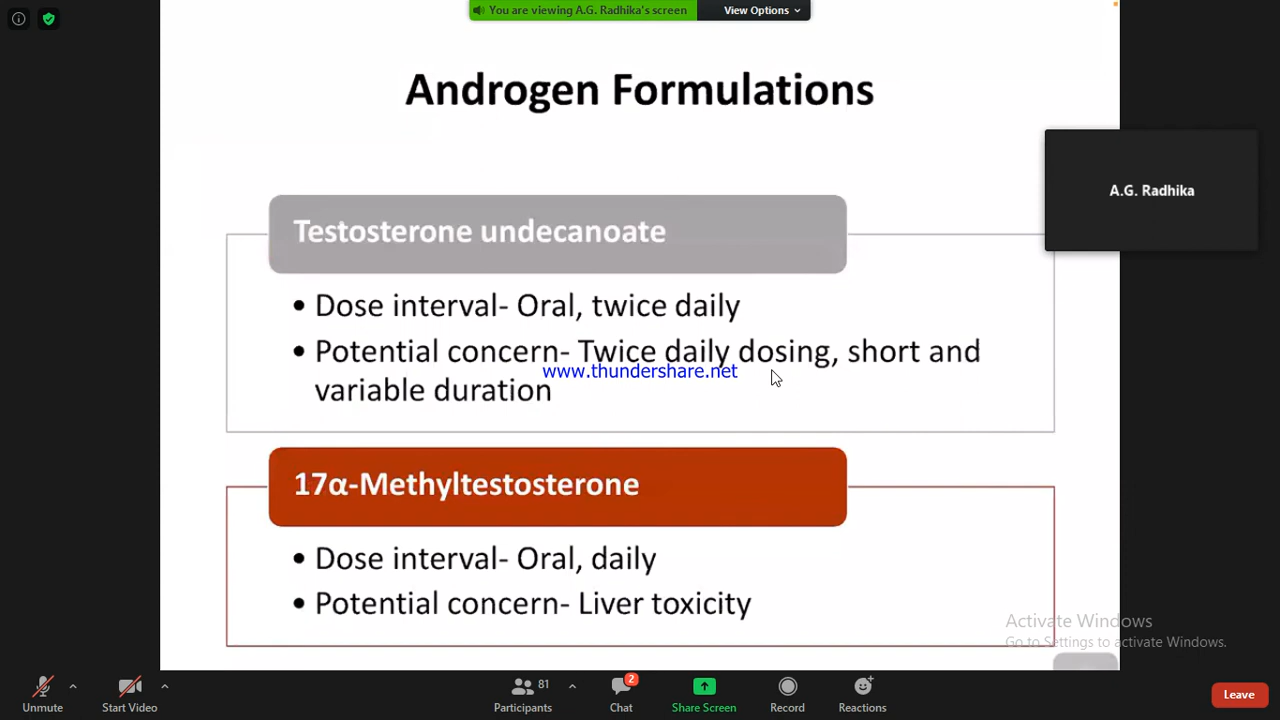 You are viewing A.G. Radhika's screen
View Options
Androgen Formulations
A.G. Radhika
Testosterone undecanoate
• Dose interval- Oral, twice daily
• Potential concern- Twice daily dosing, short and
www.thundershare.net
variable duration
17α-Methyltestosterone
• Dose interval- Oral, daily
• Potential concern- Liver toxicity
Activate Windows
Go to Settings to activate Windows.
Unmute
Start Video
81
Participants
2
Chat
Share Screen
Record
Reactions
Leave